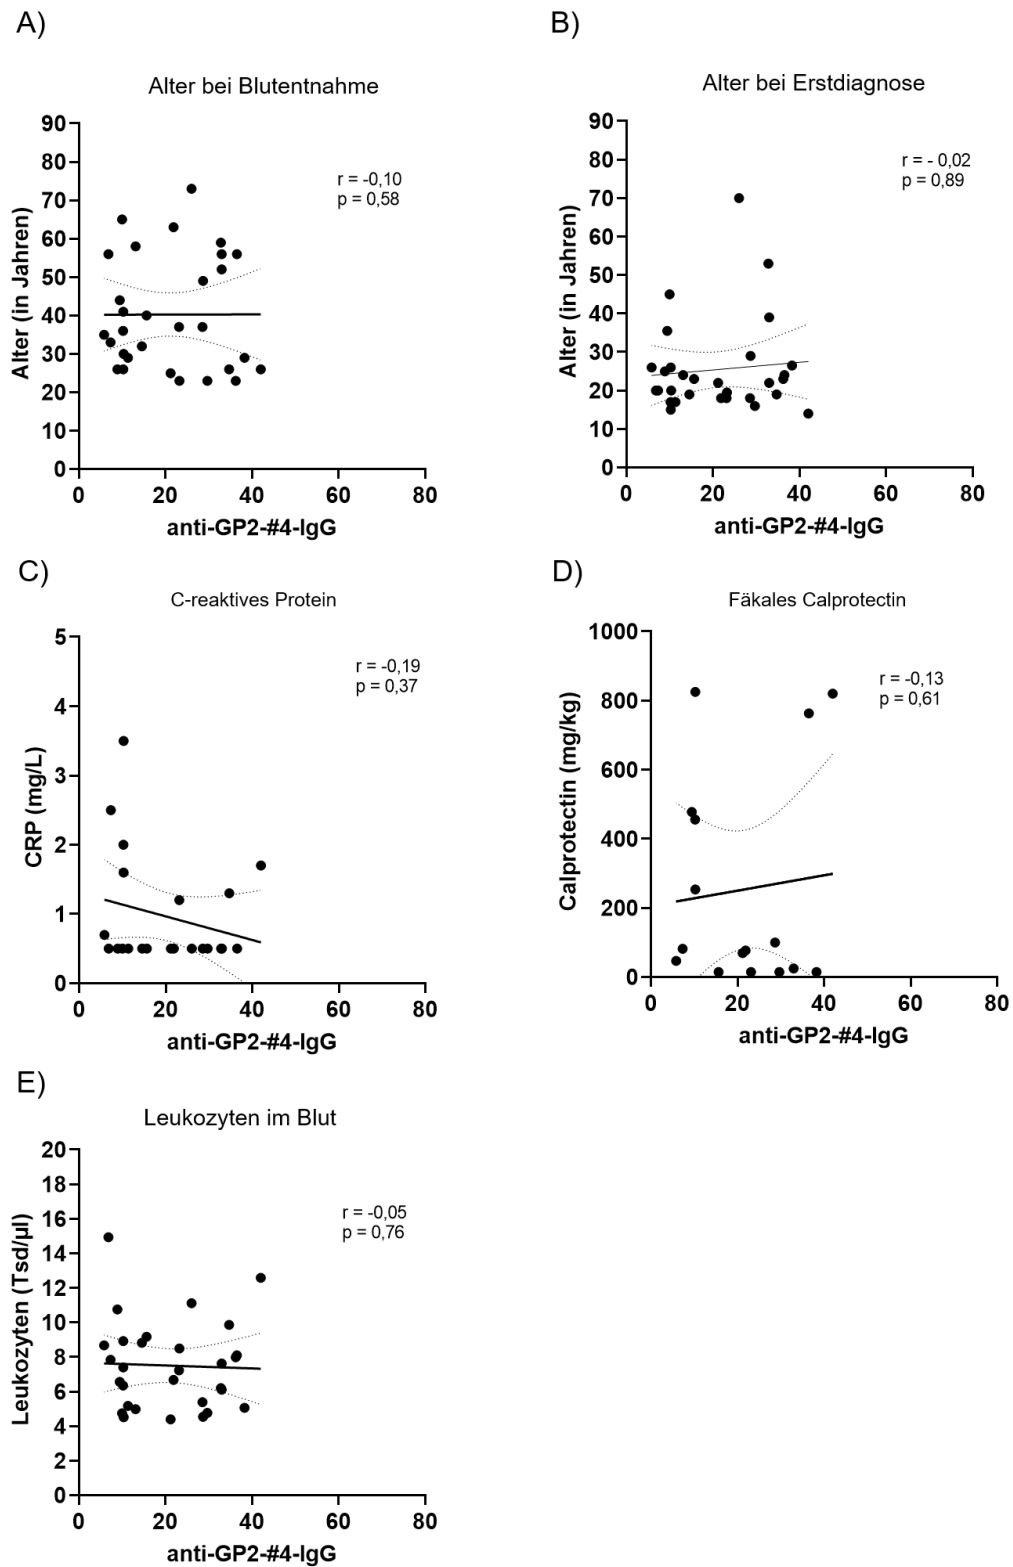 A)
Alter bei Blutentnahme
r = -0,10
p = 0,58
90
80
70
60
50
40
30
20
10
0
Alter (in Jahren)
0 20 40 60 80
anti-GP2-#4-IgG
B)
Alter bei Erstdiagnose
r = - 0,02
p = 0,89
90
80
70
60
50
40
30
20
10
0
Alter (in Jahren)
0 20 40 60 80
anti-GP2-#4-IgG
C)
C-reaktives Protein
r = -0,19
p = 0,37
5
4
3
2
1
0
CRP (mg/L)
0 20 40 60 80
anti-GP2-#4-IgG
D)
Fäkales Calprotectin
r = -0,13
p = 0,61
1000
800
600
400
200
0
Calprotectin (mg/kg)
0 20 40 60 80
anti-GP2-#4-IgG
E)
Leukozyten im Blut
r = -0,05
p = 0,76
20
18
16
14
12
10
8
6
4
2
0
Leukozyten (Tsd/µl)
0 20 40 60 80
anti-GP2-#4-IgG